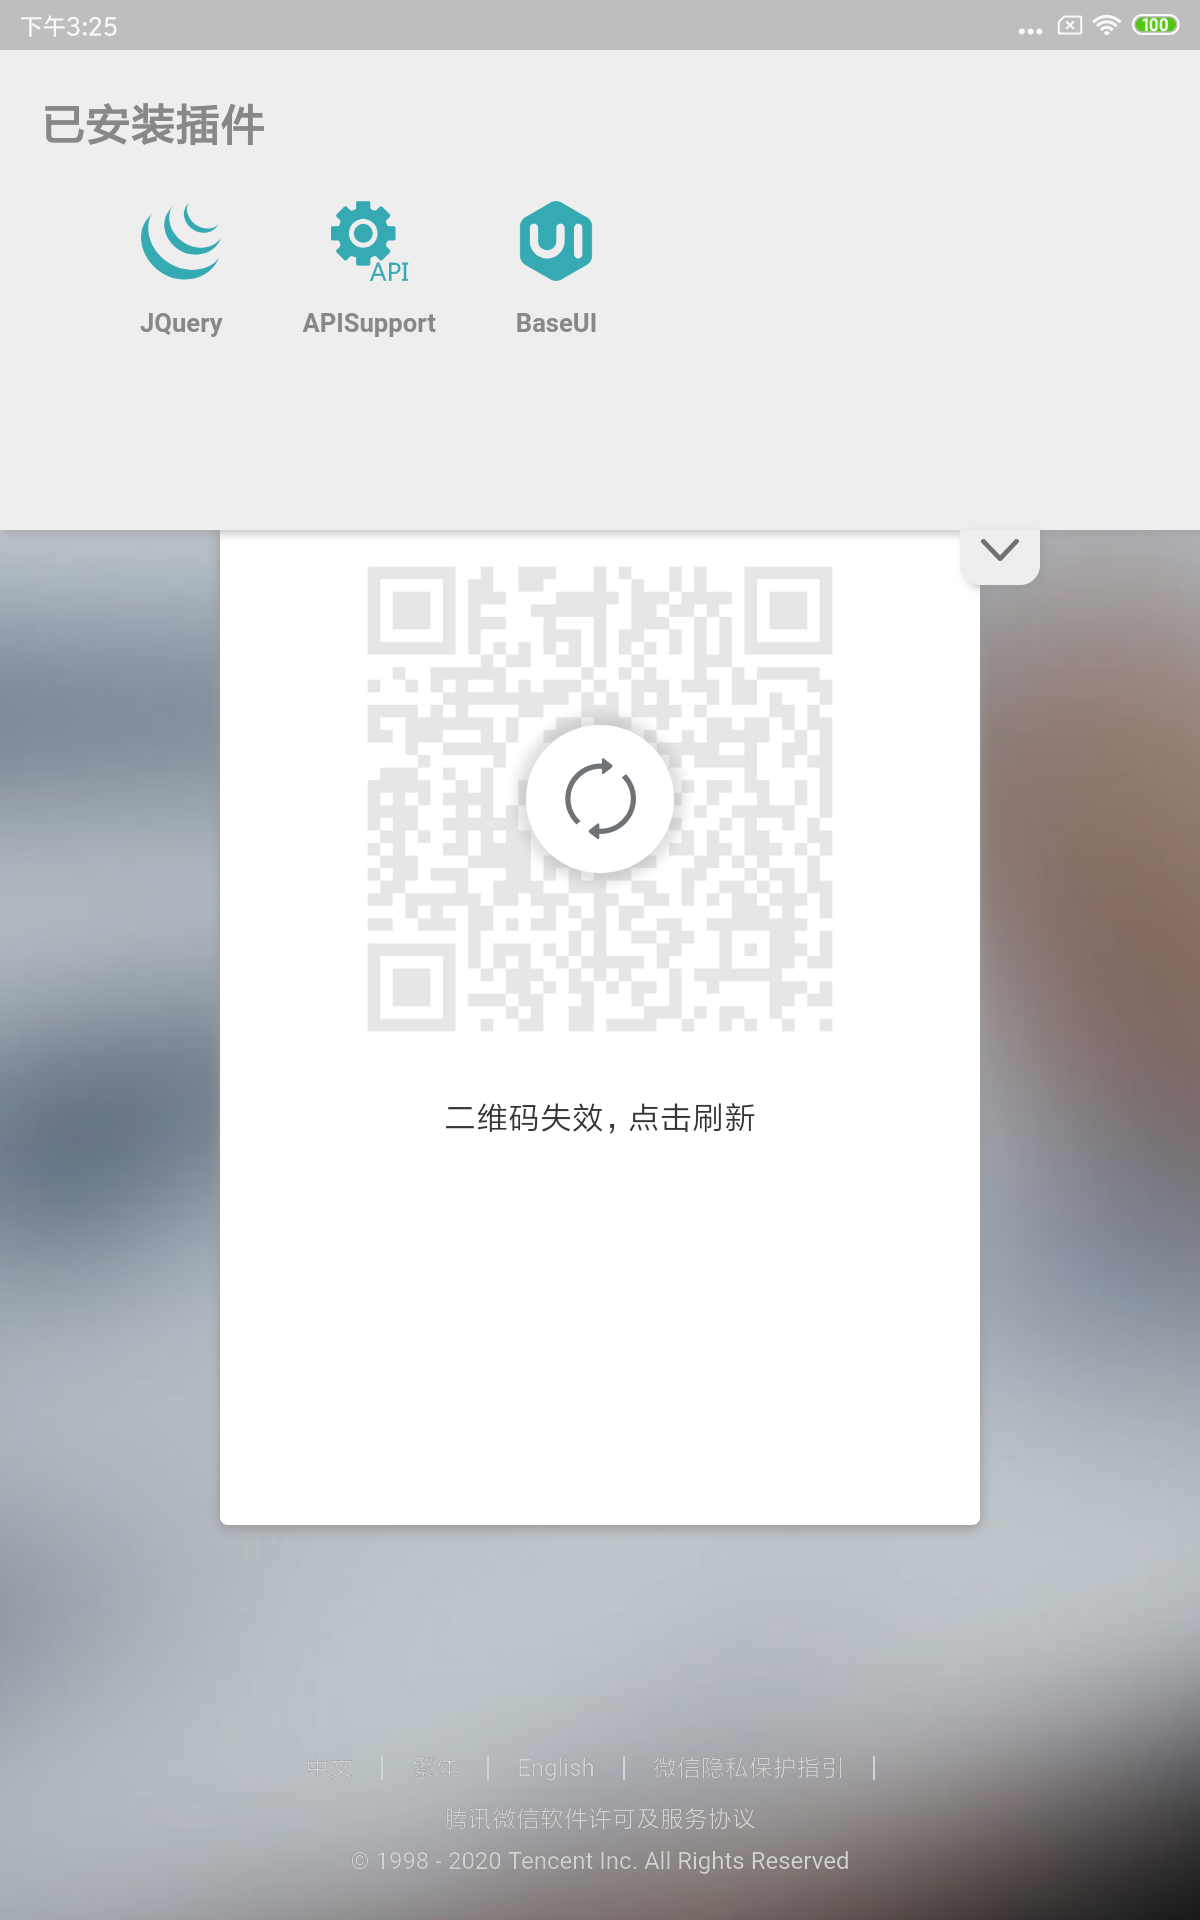 下午3:25
100
已安装插件
API
UI
JQuery APISupport BaseUI
二维码失效，点击刷新
中文 | 繁体 | English | 微信隐私保护指引 |
腾讯微信软件许可及服务协议
© 1998 - 2020 Tencent Inc. All Rights Reserved